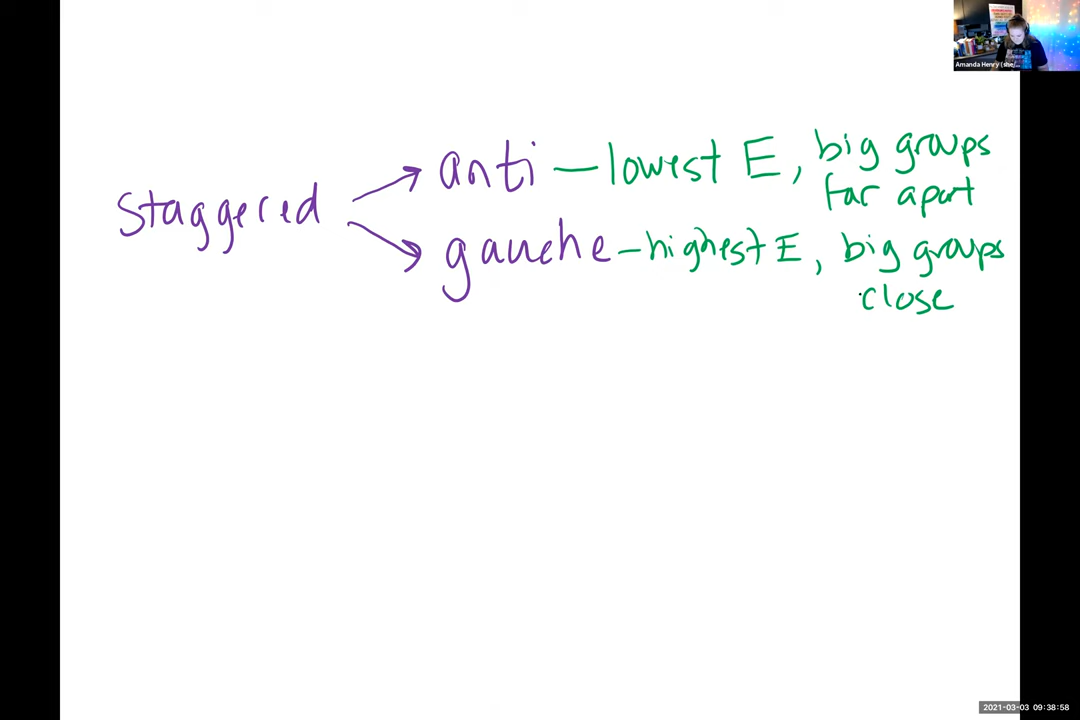 Amanda Henry (she/...
anti – lowest E, big groups
far apart
Staggered
gauche – highest E, big groups
close
2021-03-03 09:38:58